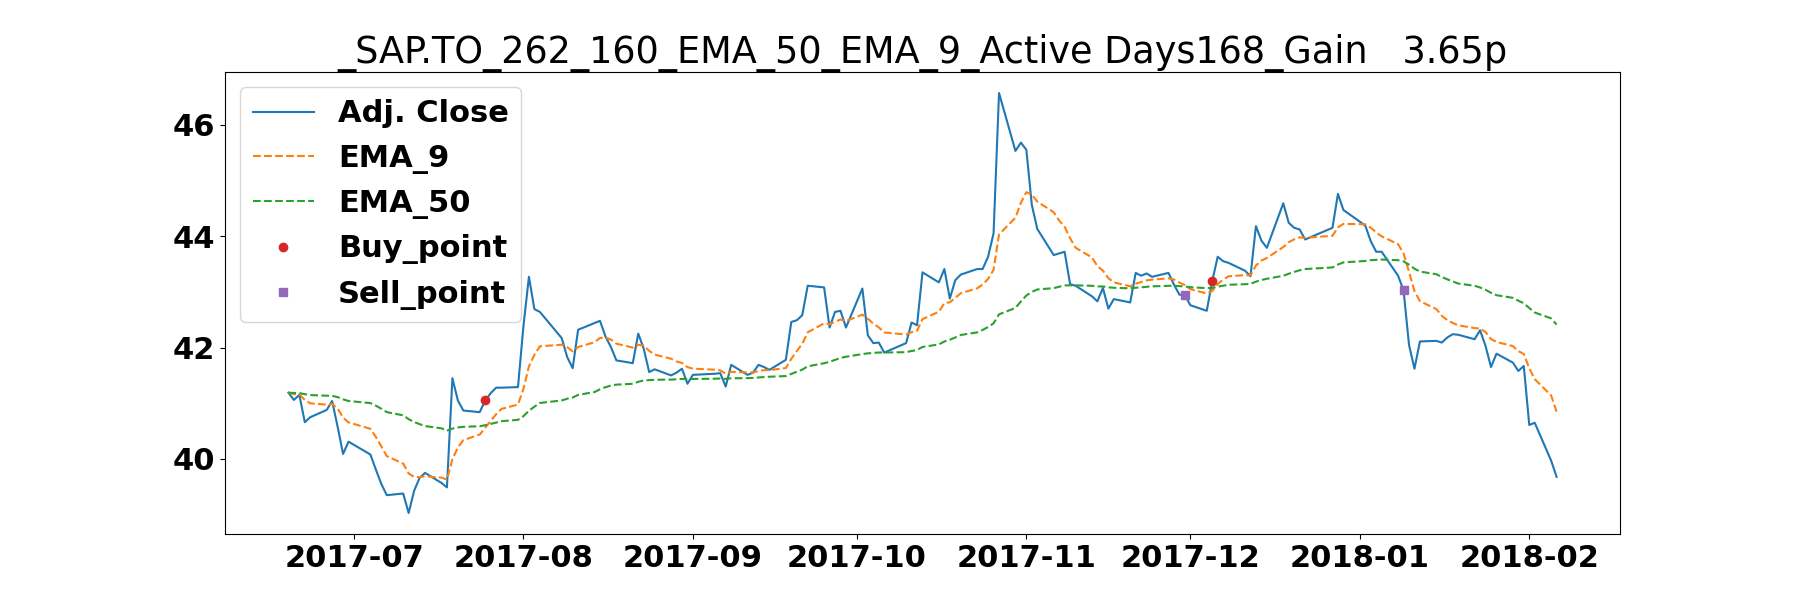 _SAP.TO_262_160_EMA_50_EMA_9_Active Days168_Gain   3.65p
Adj. Close
EMA_9
EMA_50
Buy_point
Sell_point
46
44
42
40
2017-07
2017-08
2017-09
2017-10
2017-11
2017-12
2018-01
2018-02